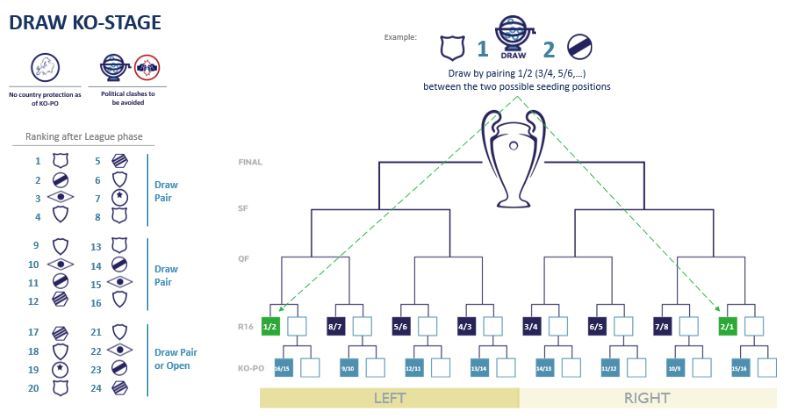 DRAW KO-STAGE
No country protection as
of KO-PO
Political clashes to
be avoided
Ranking after League phase
1 5
2 6
3 7
4 8
Draw
Pair
9 13
10 14
11 15
12 16
Draw
Pair
17 21
18 22
19 23
20 24
Draw Pair
or Open
Example:
1 DRAW 2
Draw by pairing 1/2 (3/4, 5/6,...)
between the two possible seeding positions
FINAL
SF
QF
R16 1/2 8/7 5/6 4/3 3/4 6/5 7/8 2/1
KO-PO 16/15 9/10 12/11 13/14 14/13 11/12 10/9 15/16
LEFT RIGHT